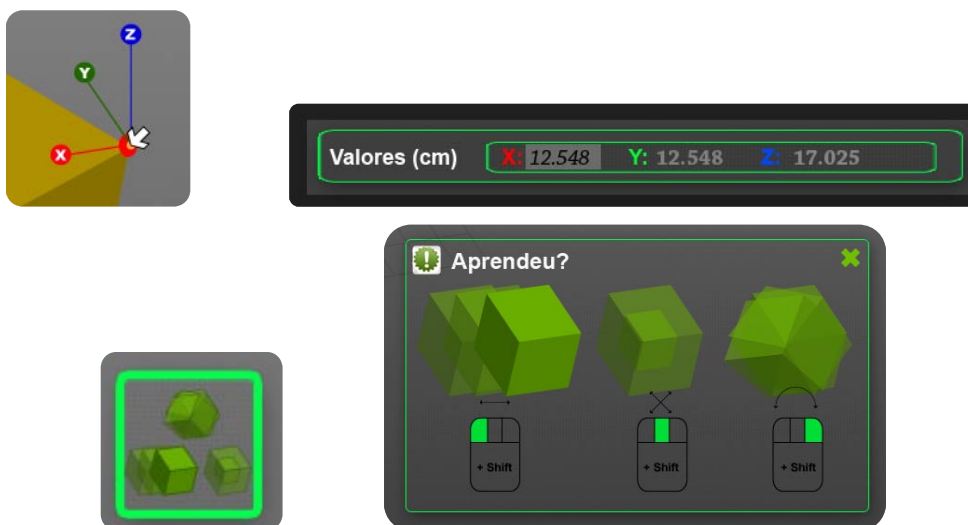 Z
Y
X
Valores (cm) X: 12.548 Y: 12.548 Z: 17.025
Aprendeu?
+ Shift + Shift + Shift